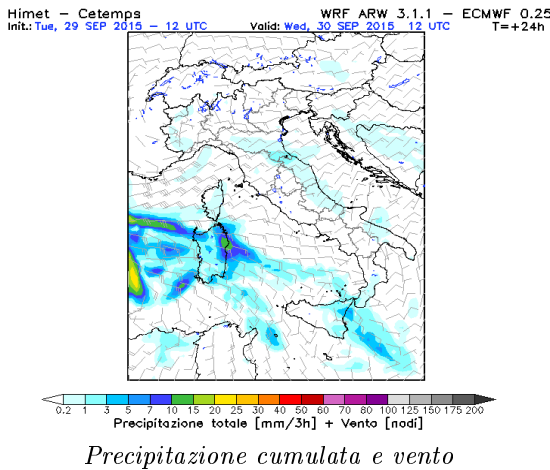 Himet – Cetemps WRF ARW 3.1.1 – ECMWF 0.25
Init.: Tue, 29 SEP 2015 – 12 UTC Valid: Wed, 30 SEP 2015 12 UTC T=+24h
0.2 1 3 5 7 10 15 20 25 30 40 50 60 70 80 90 100 125 150 175 200
Precipitazione totale [mm/3h] + Vento [nodi]
Precipitazione cumulata e vento